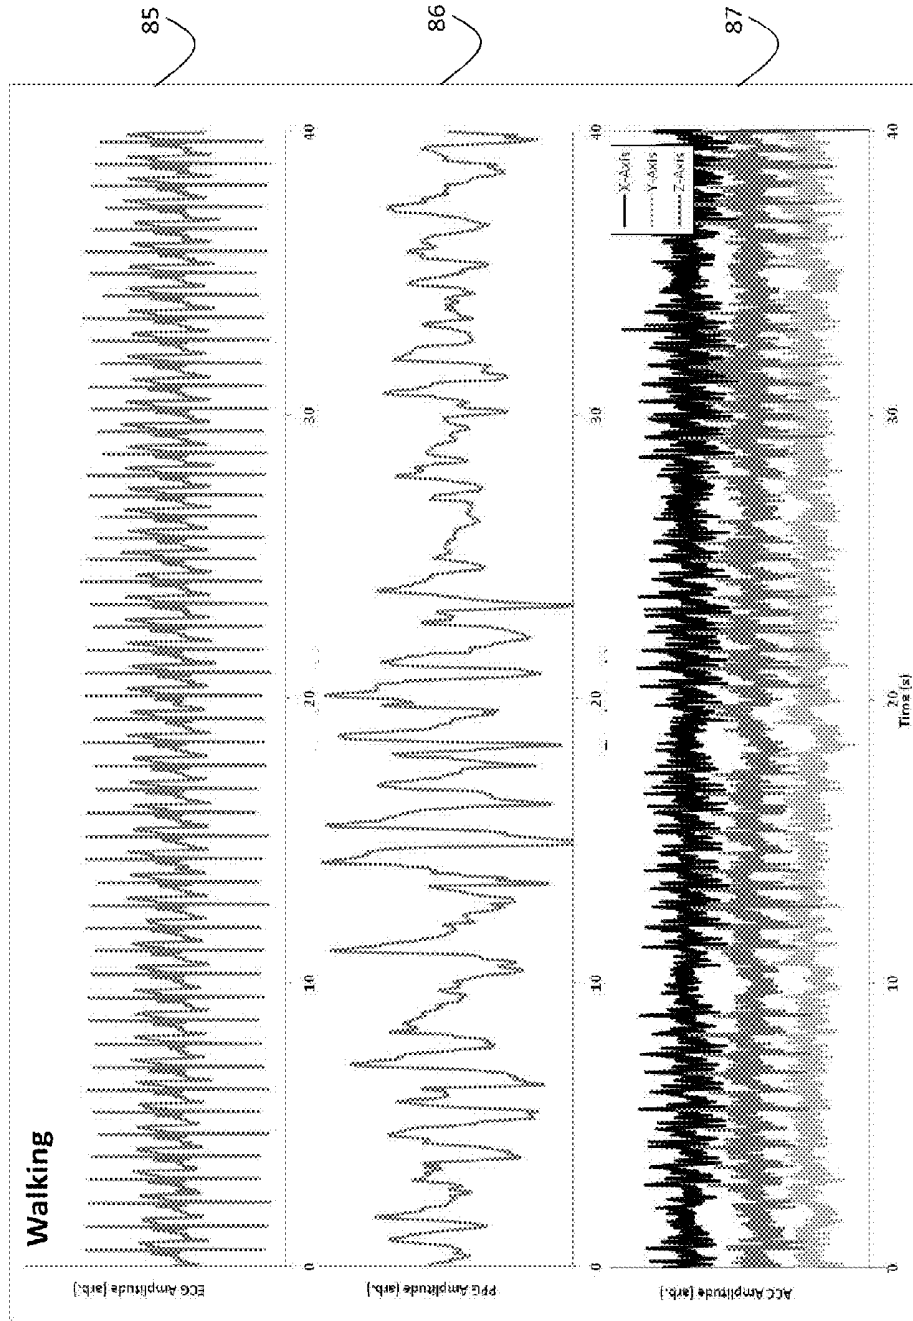 Walking
85
ECG Amplitude [arb.]
0
10
20
30
40
86
PPG Amplitude [arb.]
0
10
20
30
40
87
ACC Amplitude [arb.]
X-Axis
Y-Axis
Z-Axis
0
10
20
30
40
Time (s)